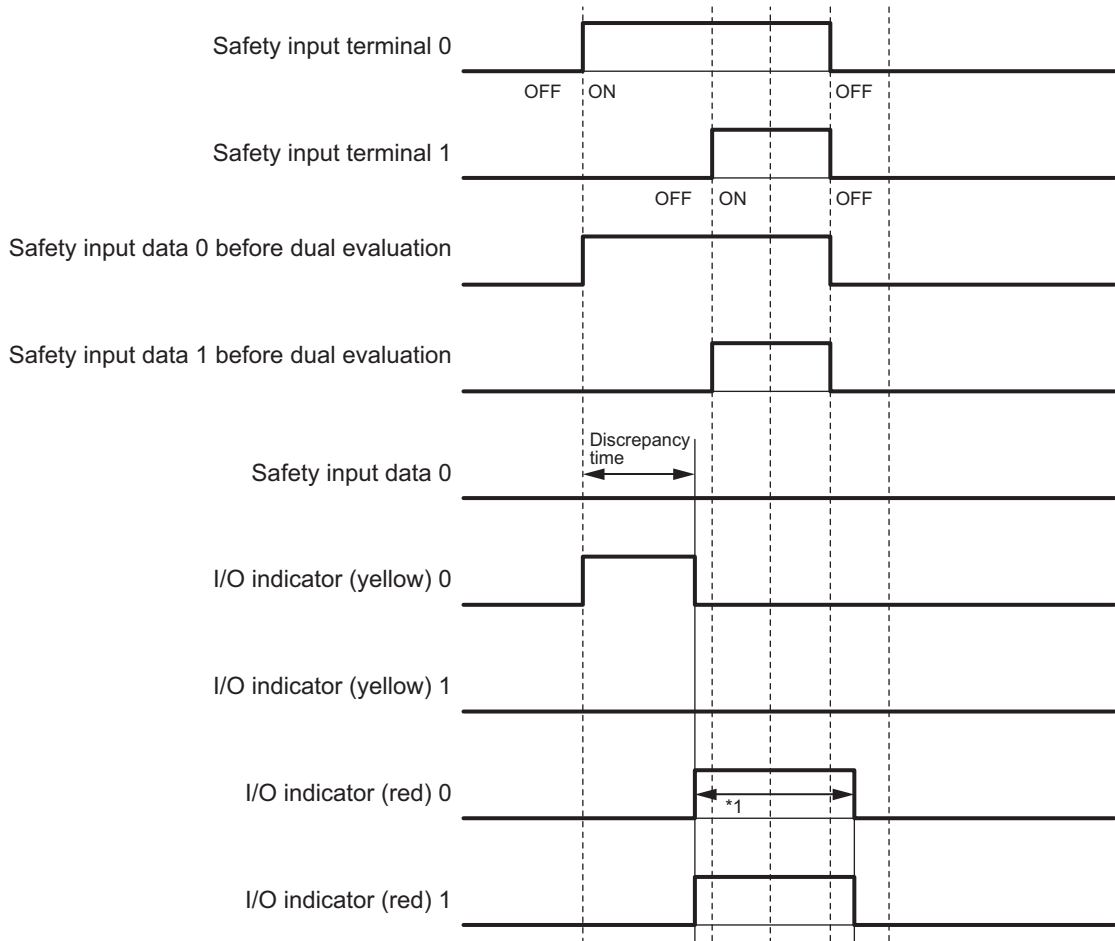 Safety input terminal 0
OFF ON OFF
Safety input terminal 1
OFF ON OFF
Safety input data 0 before dual evaluation
Safety input data 1 before dual evaluation
Discrepancy
time
Safety input data 0
I/O indicator (yellow) 0
I/O indicator (yellow) 1
I/O indicator (red) 0
*1
I/O indicator (red) 1